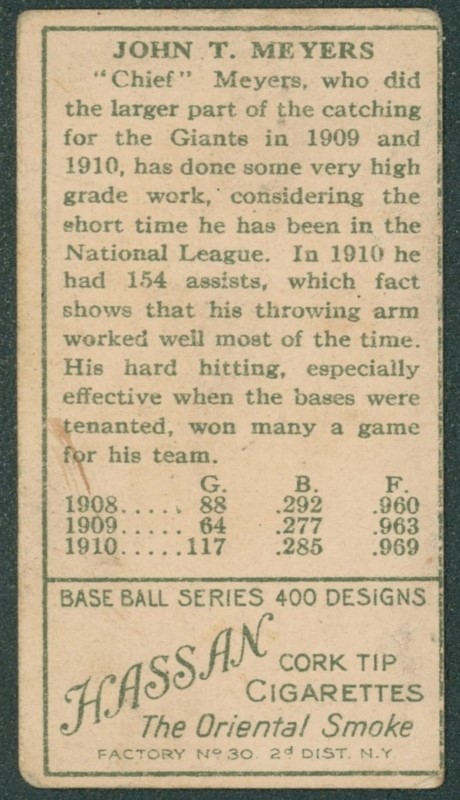 JOHN T. MEYERS
"Chief" Meyers, who did
the larger part of the catching
for the Giants in 1909 and
1910, has done some very high
grade work, considering the
short time he has been in the
National League. In 1910 he
had 154 assists, which fact
shows that his throwing arm
worked well most of the time.
His hard hitting, especially
effective when the bases were
tenanted, won many a game
for his team.
G. B. F.
1908..... 88 .292 .960
1909..... 64 .277 .963
1910.....117 .285 .969
BASE BALL SERIES 400 DESIGNS
HASSAN
CORK TIP
CIGARETTES
The Oriental Smoke
FACTORY Nº 30. 2d DIST. N.Y.